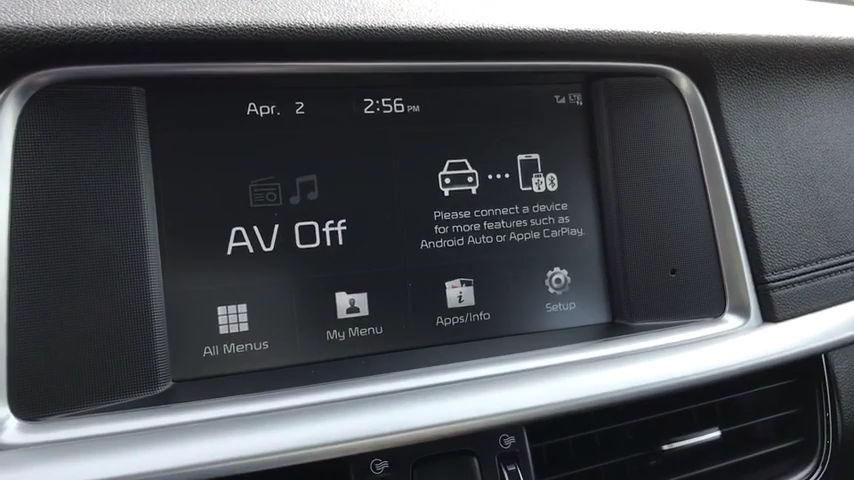 Apr. 2 2:56 PM
LTE
AV Off
Please connect a device
for more features such as
Android Auto or Apple CarPlay.
All Menus
My Menu
Apps/Info
Setup